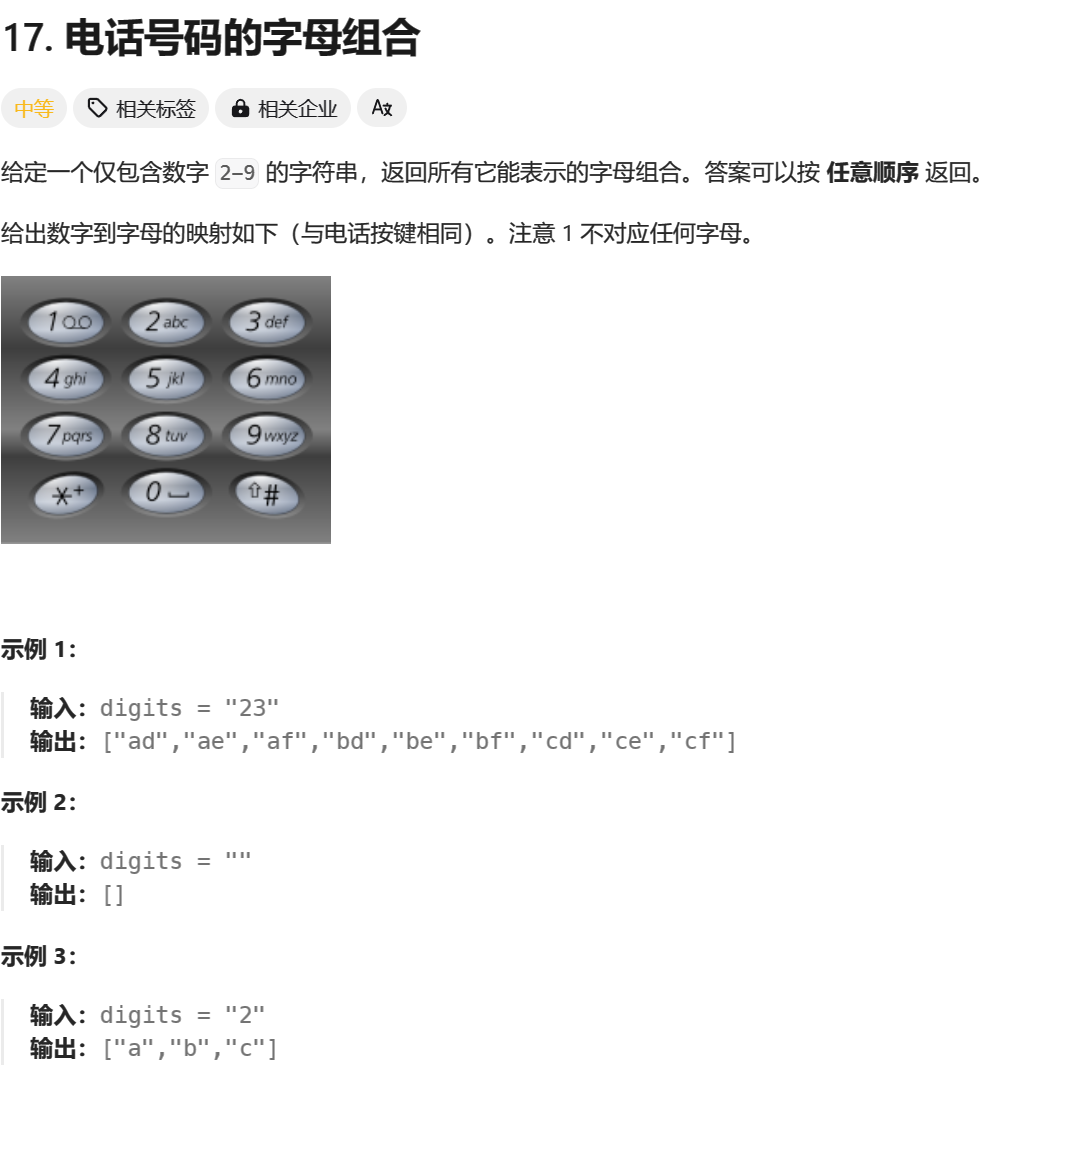 17. 电话号码的字母组合
中等 相关标签 相关企业 A文
给定一个仅包含数字 2-9 的字符串，返回所有它能表示的字母组合。答案可以按 任意顺序 返回。
给出数字到字母的映射如下（与电话按键相同）。注意 1 不对应任何字母。
1 2 abc 3 def
4 ghi 5 jkl 6 mno
7 pqrs 8 tuv 9 wxyz
*+ 0 #
示例 1：
输入：digits = "23"
输出：["ad","ae","af","bd","be","bf","cd","ce","cf"]
示例 2：
输入：digits = ""
输出：[]
示例 3：
输入：digits = "2"
输出：["a","b","c"]